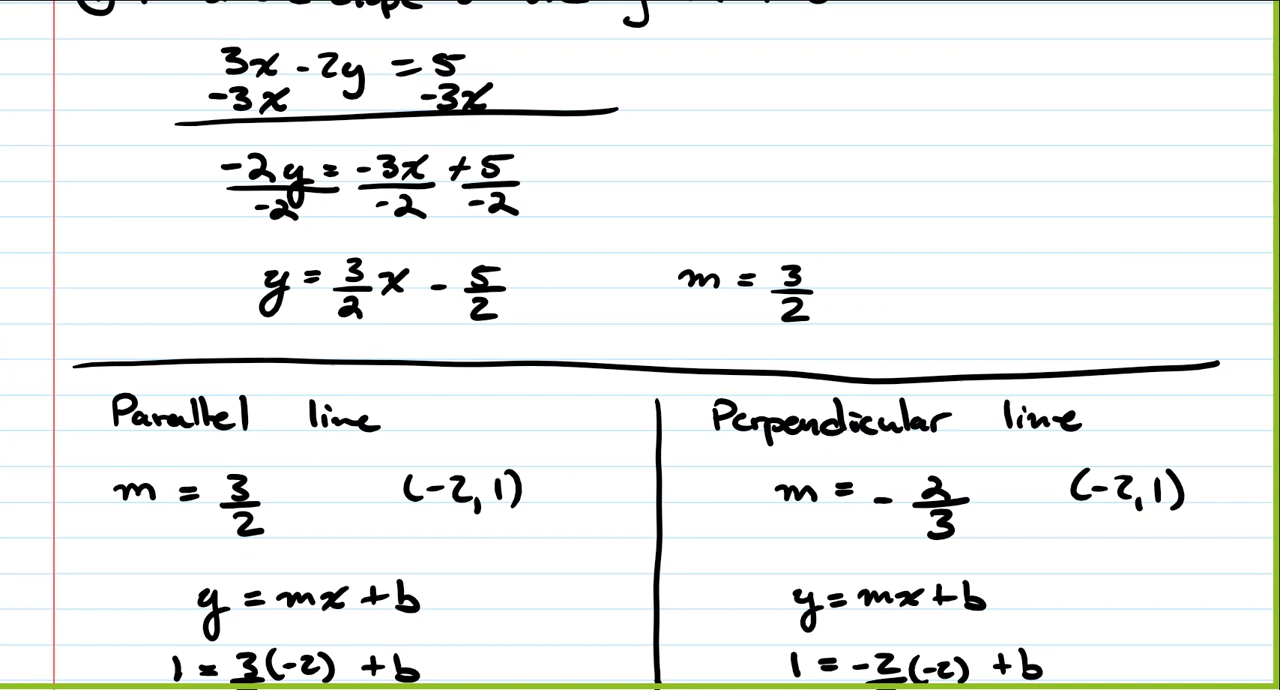 slope
3x - 2y = 5
-3x -3x
-2y = -3x + 5
-2 -2 -2
y = 3/2 x - 5/2 m = 3/2
Parallel line
m = 3/2 (-2, 1)
y = mx + b
1 = 3(-2) + b
Perpendicular line
m = - 2/3 (-2, 1)
y = mx + b
1 = -2(-2) + b